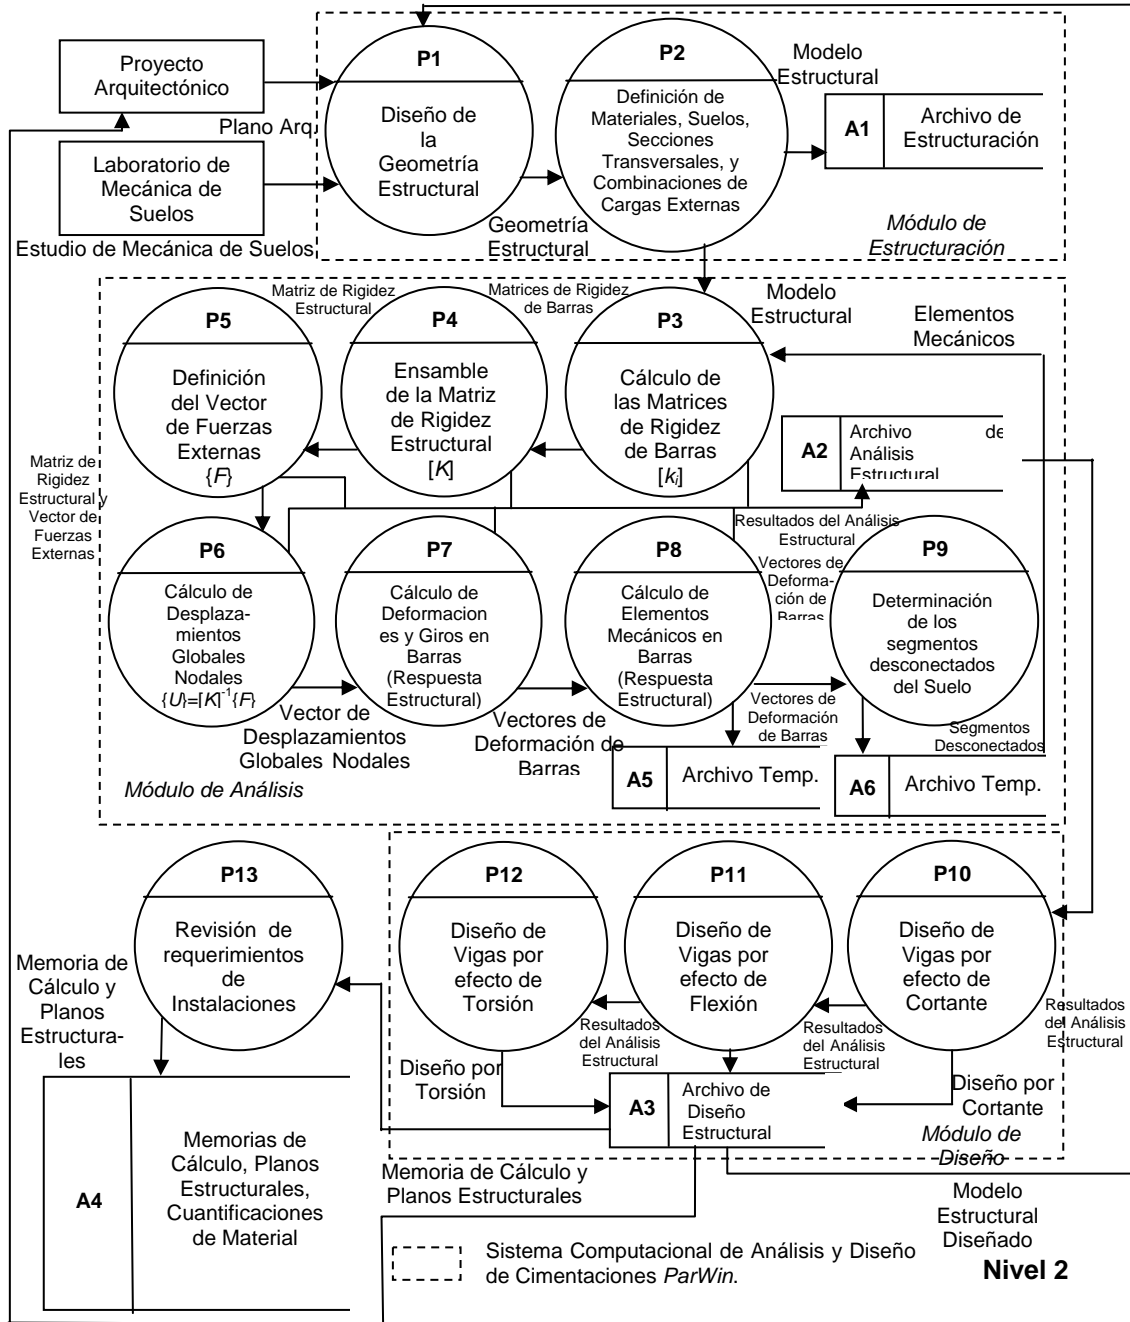 Proyecto
Arquitectónico
Plano Arq.
Laboratorio de
Mecánica de
Suelos
Estudio de Mecánica de Suelos
P1
Diseño de
la
Geometría
Estructural
Geometría
Estructural
P2
Definición de
Materiales, Suelos,
Secciones
Transversales, y
Combinaciones de
Cargas Externas
Modelo
Estructural
A1
Archivo de
Estructuración
Módulo de
Estructuración
Matriz de Rigidez
Estructural
Matrices de Rigidez
de Barras
Modelo
Estructural
Elementos
Mecánicos
P5
Definición
del Vector
de Fuerzas
Externas
{F}
P4
Ensamble
de la Matriz
de Rigidez
Estructural
[K]
P3
Cálculo de
las Matrices
de Rigidez
de Barras
[ki]
A2
Archivo de
Análisis
Estructural
Matriz de
Rigidez
Estructural y
Vector de
Fuerzas
Externas
Resultados del Análisis
Estructural
P6
Cálculo de
Desplaza-
mientos
Globales
Nodales
{U}=[K]-1{F}
P7
Cálculo de
Deformacion
es y Giros en
Barras
(Respuesta
Estructural)
P8
Cálculo de
Elementos
Mecánicos en
Barras
(Respuesta
Estructural)
Vectores de
Deforma-
ción de
Barras
P9
Determinación
de los
segmentos
desconectados
del Suelo
Vector de
Desplazamientos
Globales Nodales
Vectores de
Deformación de
Barras
Vectores de
Deformación
de Barras
Segmentos
Desconectados
A5
Archivo Temp.
A6
Archivo Temp.
Módulo de Análisis
P13
Revisión de
requerimientos
de
Instalaciones
P12
Diseño de
Vigas por
efecto de
Torsión
P11
Diseño de
Vigas por
efecto de
Flexión
P10
Diseño de
Vigas por
efecto de
Cortante
Memoria de
Cálculo y
Planos
Estructura-
les
Resultados
del Análisis
Estructural
Resultados
del Análisis
Estructural
Resultados
del Análisis
Estructural
Diseño por
Torsión
A3
Archivo de
Diseño
Estructural
Diseño por
Cortante
Módulo de
Diseño
A4
Memorias de
Cálculo, Planos
Estructurales,
Cuantificaciones
de Material
Memoria de Cálculo y
Planos Estructurales
Modelo
Estructural
Diseñado
Sistema Computacional de Análisis y Diseño
de Cimentaciones ParWin.
Nivel 2